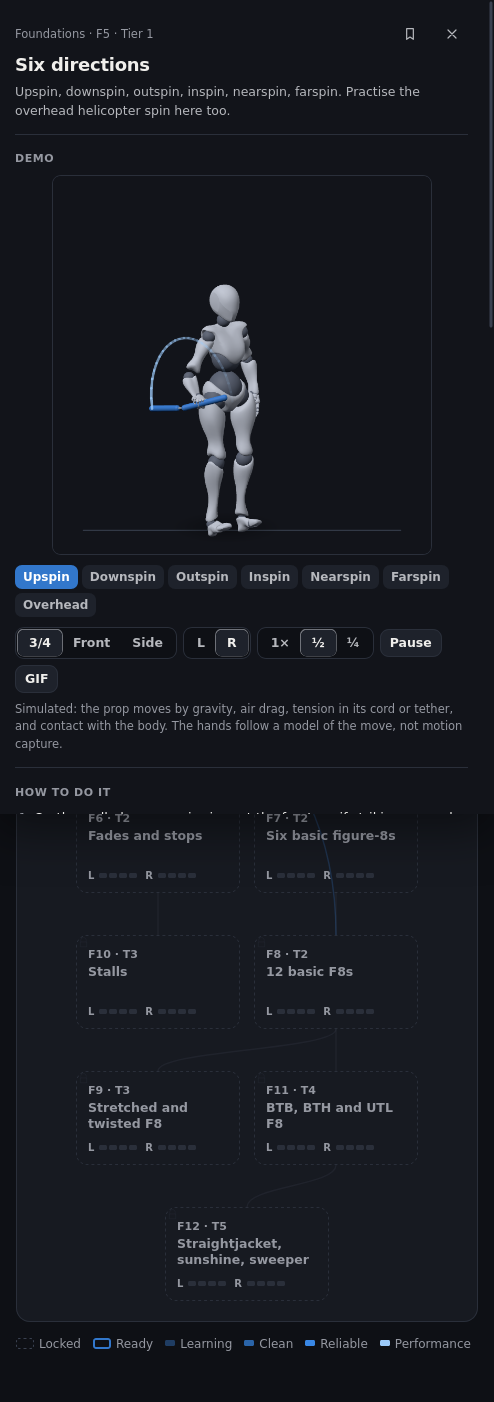 Foundations · F5 · Tier 1
Six directions
Upspin, downspin, outspin, inspin, nearspin, farspin. Practise the
overhead helicopter spin here too.
DEMO
Upspin Downspin Outspin Inspin Nearspin Farspin
Overhead
3/4 Front Side L R 1× ½ ¼ Pause
GIF
Simulated: the prop moves by gravity, air drag, tension in its cord or tether,
and contact with the body. The hands follow a model of the move, not motion
capture.
HOW TO DO IT
F6 · T2 F7 · T2
Fades and stops Six basic figure-8s
L R L R
F10 · T3 F8 · T2
Stalls 12 basic F8s
L R L R
F9 · T3 F11 · T4
Stretched and BTB, BTH and UTL
twisted F8 F8
L R L R
F12 · T5
Straightjacket,
sunshine, sweeper
L R
Locked Ready Learning Clean Reliable Performance